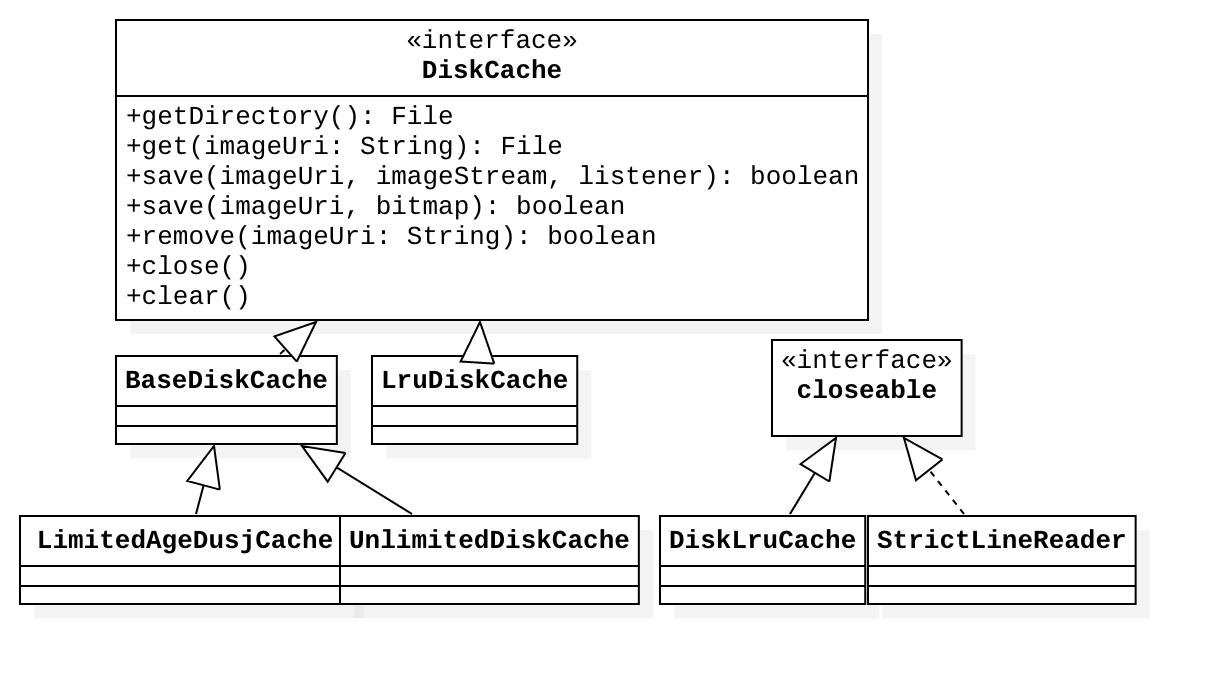 «interface»
DiskCache
+getDirectory(): File
+get(imageUri: String): File
+save(imageUri, imageStream, listener): boolean
+save(imageUri, bitmap): boolean
+remove(imageUri: String): boolean
+close()
+clear()
BaseDiskCache
LruDiskCache
«interface»
closeable
LimitedAgeDusjCache
UnlimitedDiskCache
DiskLruCache
StrictLineReader